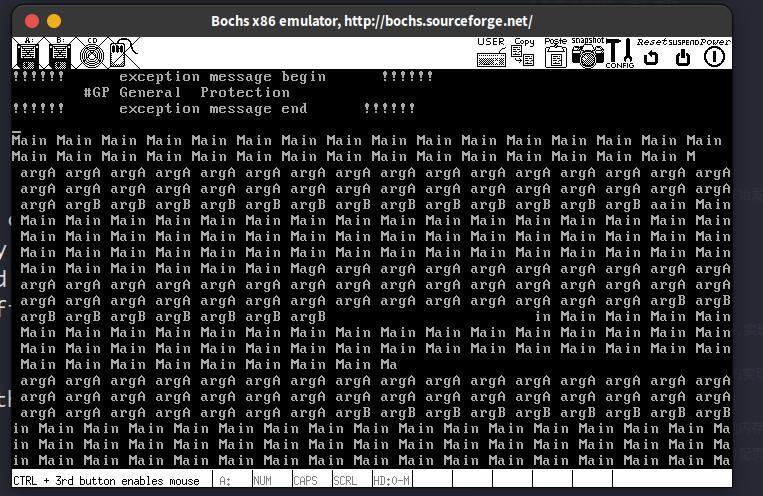 Bochs x86 emulator, http://bochs.sourceforge.net/
A: B: CD USER Copy Poste snapshot CONFIG Reset SUSPEND Power
!!!!!!      exception message begin      !!!!!!
        #GP General  Protection
!!!!!!      exception message end      !!!!!!
Main Main Main Main Main Main Main Main Main Main Main Main Main Main Main Main
Main Main Main Main Main Main Main Main Main Main Main Main Main Main Main M
 argA argA argA argA argA argA argA argA argA argA argA argA argA argA argA argA
 argA argA argA argA argA argA argA argA argA argA argA argA argA argA argA argA
 argA argB argB argB argB argB argB argB argB argB argB argB argB argB aain Main
 Main Main Main Main Main Main Main Main Main Main Main Main Main Main Main Main
 Main Main Main Main Main Main Main Main Main Main Main Main Main Main Main Main
 Main Main Main Main Main Main Main Main Main Main Main Main Main Main Main Main
 Main Main Main Main Main Main MagA argA argA argA argA argA argA argA argA argA
 argA argA argA argA argA argA argA argA argA argA argA argA argA argA argA argA
 argA argA argA argA argA argA argA argA argA argA argA argA argA argA argB argB
 argB argB argB argB argB argB argB                       in Main Main Main Main
 Main Main Main Main Main Main Main Main Main Main Main Main Main Main Main Main
 Main Main Main Main Main Main Main Main Main Main Main Main Main Main Main Main
 Main Main Main Main Main Main Main Main Ma
 argA argA argA argA argA argA argA argA argA argA argA argA argA argA argA argA
 argA argA argA argA argA argA argA argA argA argA argA argA argA argA argA argA
 argA argA argA argA argA argA argA argB argB argB argB argB argB argB argB argB
in Main Main Main Main Main Main Main Main Main Main Main Main Main Main Main Ma
in Main Main Main Main Main Main Main Main Main Main Main Main Main Main Main Ma
in Main Main Main Main Main Main Main Main Main Main Main Main Main Main Main Ma
CTRL + 3rd button enables mouse A: NUM CAPS SCRL HD:0-M